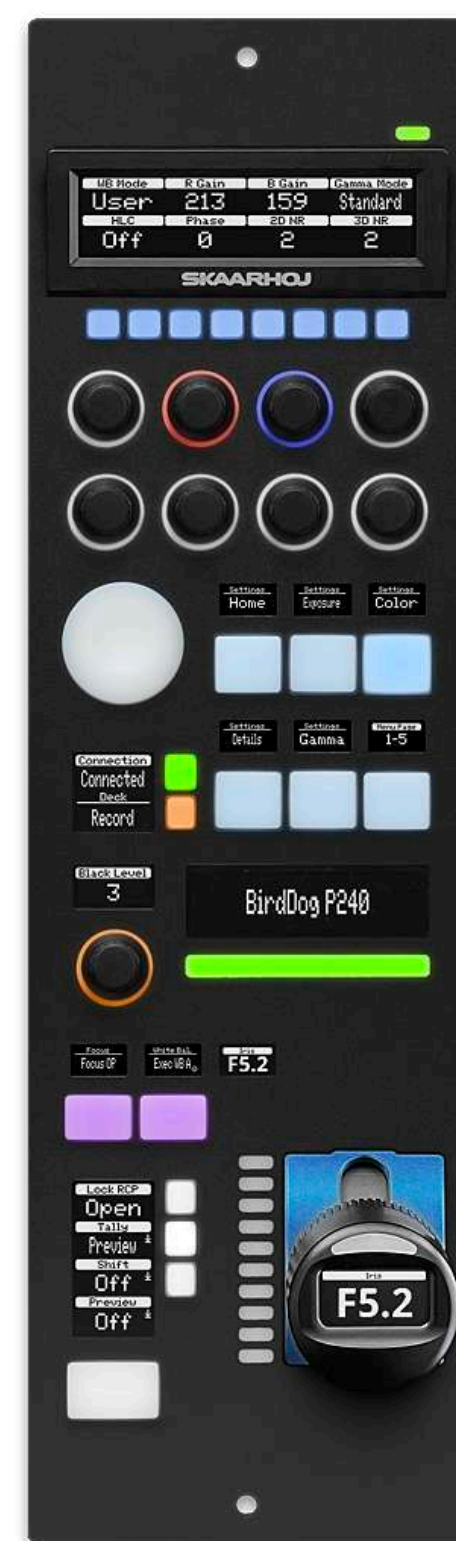 WB Mode R Gain B Gain Gamma Mode
User 213 159 Standard
HLC Phase 2D NR 3D NR
Off 0 2 2
SKAARHOJ
Settings Settings Settings
Home Exposure Color
Settings Settings Menu Page
Details Gamma 1-5
Connection
Connected
Deck
Record
Black Level
3
BirdDog P240
Focus White Bal. Iris
Focus OP Exec WB A F5.2
Lock RCP
Open
Tally
Preview
Shift
Off
Preview
Off
Iris
F5.2